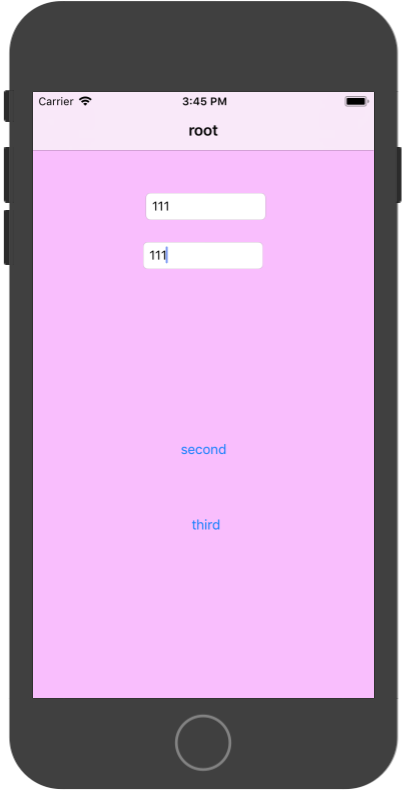 Carrier 3:45 PM
root
111
111
second
third